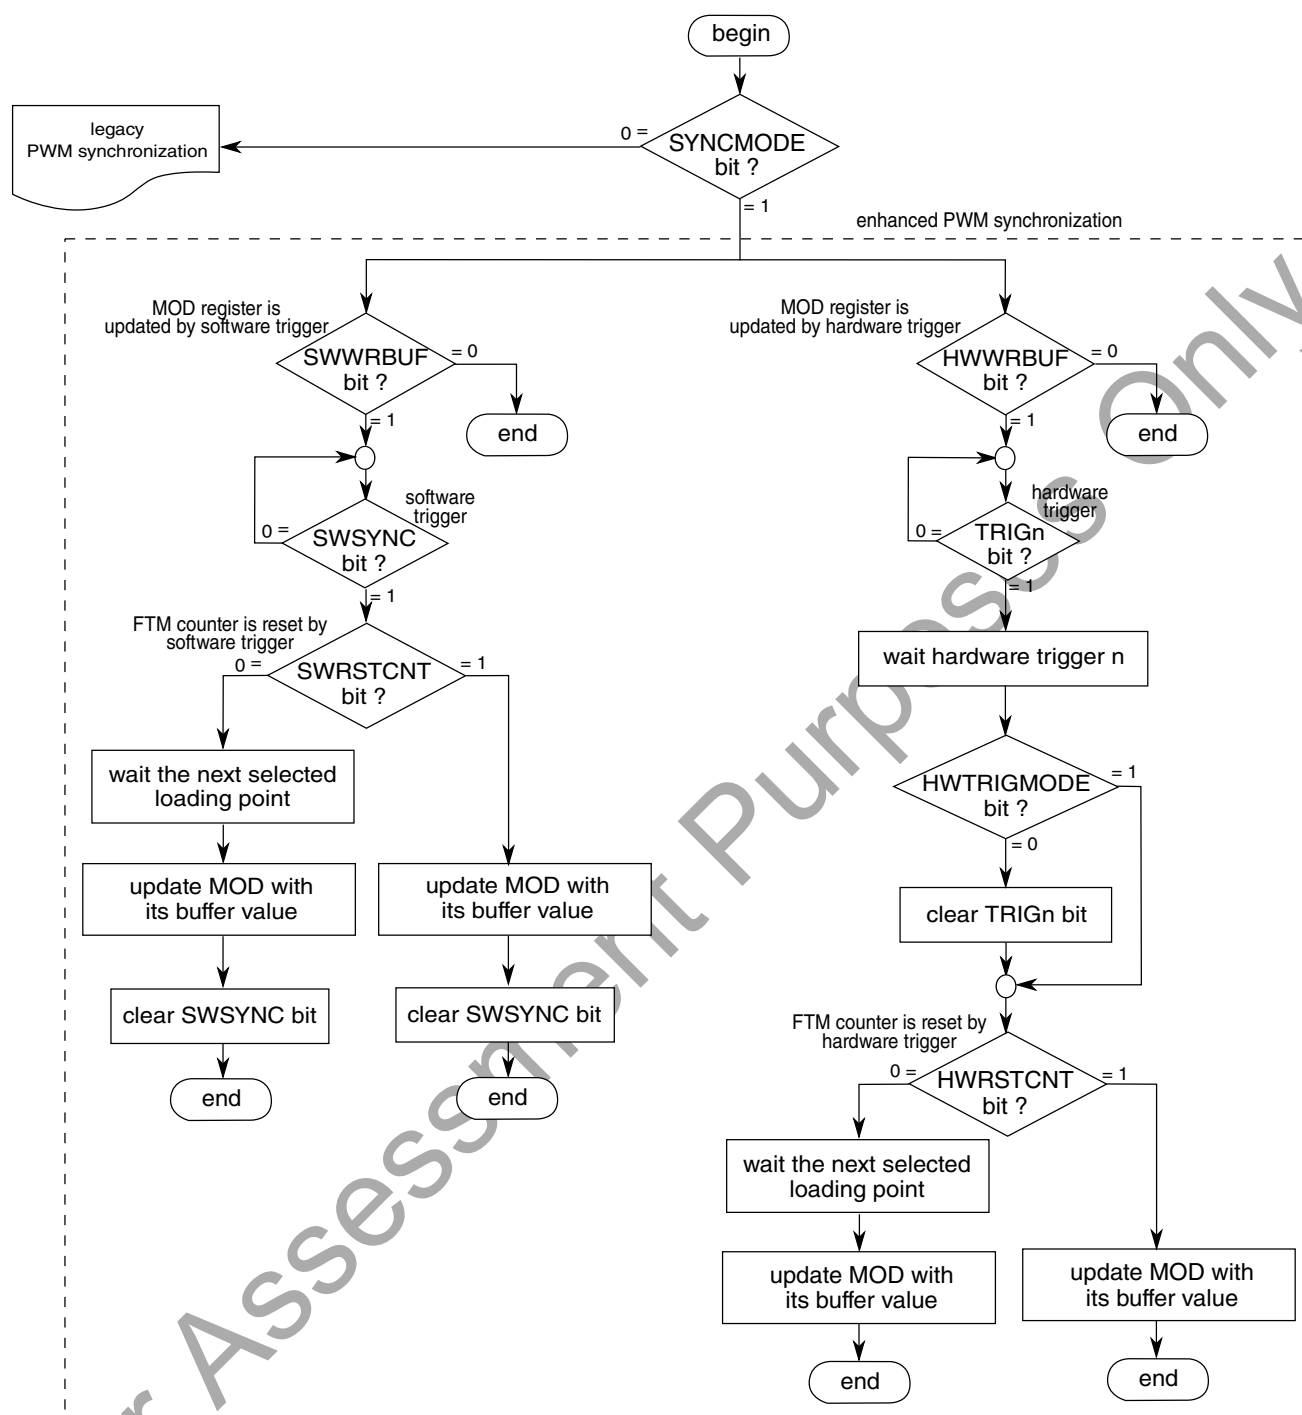 begin
SYNCMODE
bit ?
0 =
= 1
legacy
PWM synchronization
enhanced PWM synchronization
MOD register is
updated by software trigger
SWWRBUF
bit ?
= 0
end
= 1
software
trigger
SWSYNC
bit ?
0 =
= 1
FTM counter is reset by
software trigger
SWRSTCNT
bit ?
0 =
= 1
wait the next selected
loading point
update MOD with
its buffer value
clear SWSYNC bit
end
update MOD with
its buffer value
clear SWSYNC bit
end
MOD register is
updated by hardware trigger
HWWRBUF
bit ?
= 0
end
= 1
hardware
trigger
TRIGn
bit ?
0 =
= 1
wait hardware trigger n
HWTRIGMODE
bit ?
= 1
= 0
clear TRIGn bit
FTM counter is reset by
hardware trigger
HWRSTCNT
bit ?
0 =
= 1
wait the next selected
loading point
update MOD with
its buffer value
end
update MOD with
its buffer value
end
Assessment Purposes Only